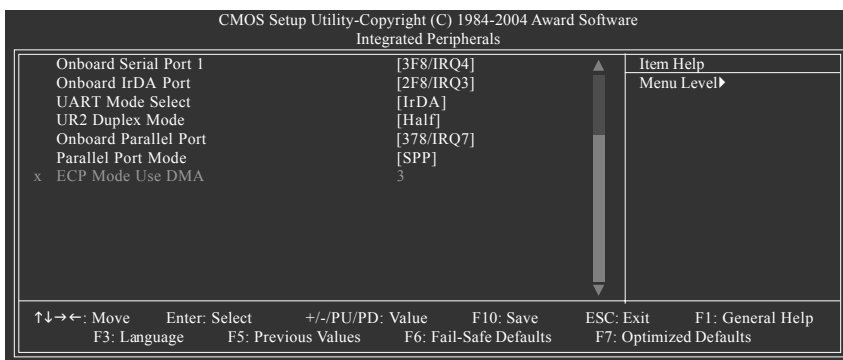 CMOS Setup Utility-Copyright (C) 1984-2004 Award Software
Integrated Peripherals
Onboard Serial Port 1 [3F8/IRQ4] Item Help
Onboard IrDA Port [2F8/IRQ3] Menu Level▶
UART Mode Select [IrDA]
UR2 Duplex Mode [Half]
Onboard Parallel Port [378/IRQ7]
Parallel Port Mode [SPP]
x ECP Mode Use DMA 3
↑↓→←: Move Enter: Select +/-/PU/PD: Value F10: Save ESC: Exit F1: General Help
F3: Language F5: Previous Values F6: Fail-Safe Defaults F7: Optimized Defaults